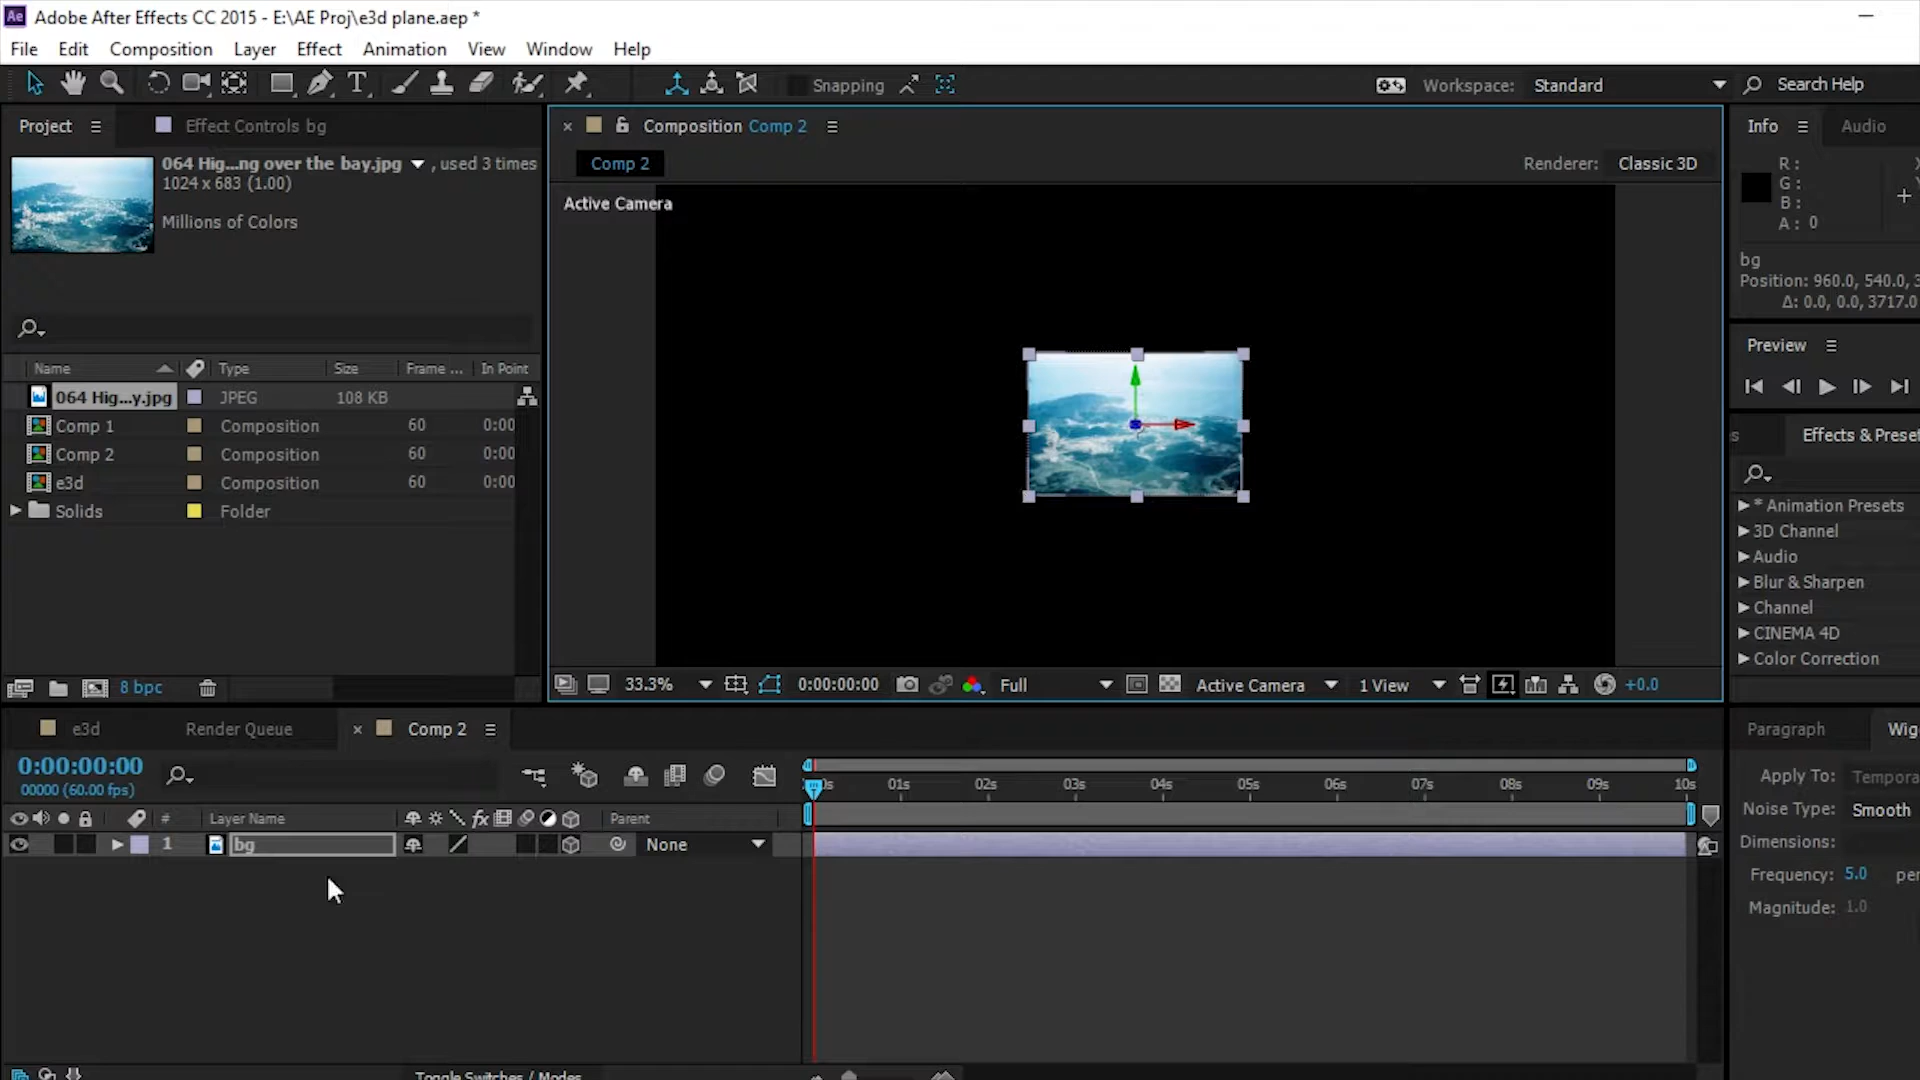 Ae Adobe After Effects CC 2015 - E:\AE Proj\e3d plane.aep *
File Edit Composition Layer Effect Animation View Window Help
T Snapping Workspace: Standard Search Help
Project Effect Controls bg
064 Hig...ng over the bay.jpg , used 3 times
1024 x 683 (1.00)
Millions of Colors
Name Type Size Frame ... In Point
064 Hig...y.jpg JPEG 108 KB
Comp 1 Composition 60 0:00
Comp 2 Composition 60 0:00
e3d Composition 60 0:00
Solids Folder
8 bpc
Composition Comp 2
Comp 2 Renderer: Classic 3D
Active Camera
33.3% 0:00:00:00 Full Active Camera 1 View +0.0
Info Audio
R:
G:
B:
A: 0
bg
Position: 960.0, 540.0, 3
Δ: 0.0, 0.0, 3717.0
Preview
Effects & Preset
* Animation Presets
3D Channel
Audio
Blur & Sharpen
Channel
CINEMA 4D
Color Correction
e3d Render Queue Comp 2
0:00:00:00
00000 (60.00 fps)
01s 02s 03s 04s 05s 06s 07s 08s 09s 10s
# Layer Name fx Parent
1 bg None
Toggle Switches / Modes
Paragraph Wig
Apply To: Tempora
Noise Type: Smooth
Dimensions:
Frequency: 5.0 per
Magnitude: 1.0